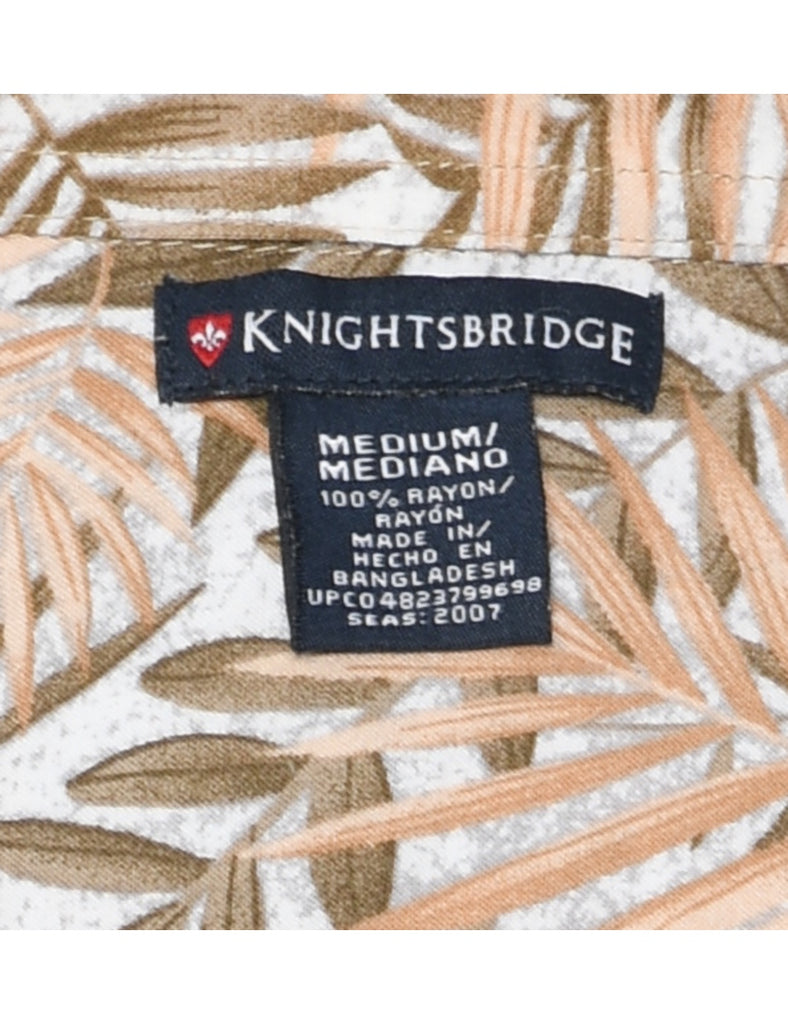 KNIGHTSBRIDGE
MEDIUM/
MEDIANO
100% RAYON/
RAYÓN
MADE IN/
HECHO EN
BANGLADESH
UPC04823799698
SEAS: 2007